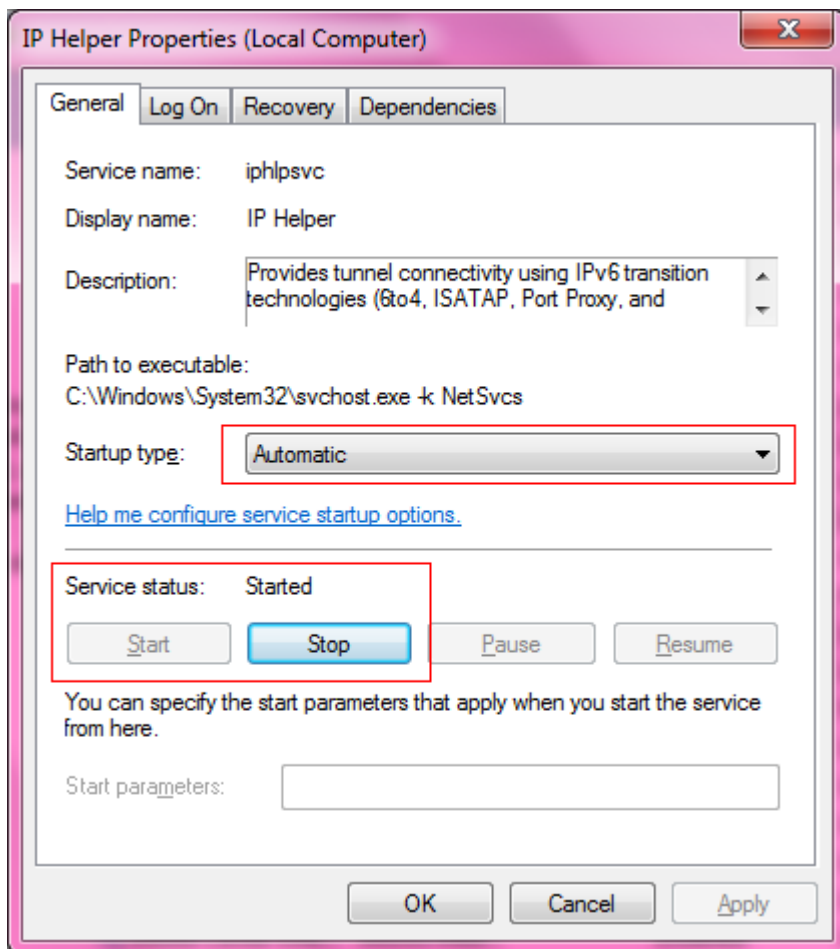 IP Helper Properties (Local Computer)
General Log On Recovery Dependencies
Service name: iphlpsvc
Display name: IP Helper
Description: Provides tunnel connectivity using IPv6 transition
technologies (6to4, ISATAP, Port Proxy, and
Path to executable:
C:\Windows\System32\svchost.exe -k NetSvcs
Startup type: Automatic
Help me configure service startup options.
Service status: Started
Start Stop Pause Resume
You can specify the start parameters that apply when you start the service
from here.
Start parameters:
OK Cancel Apply